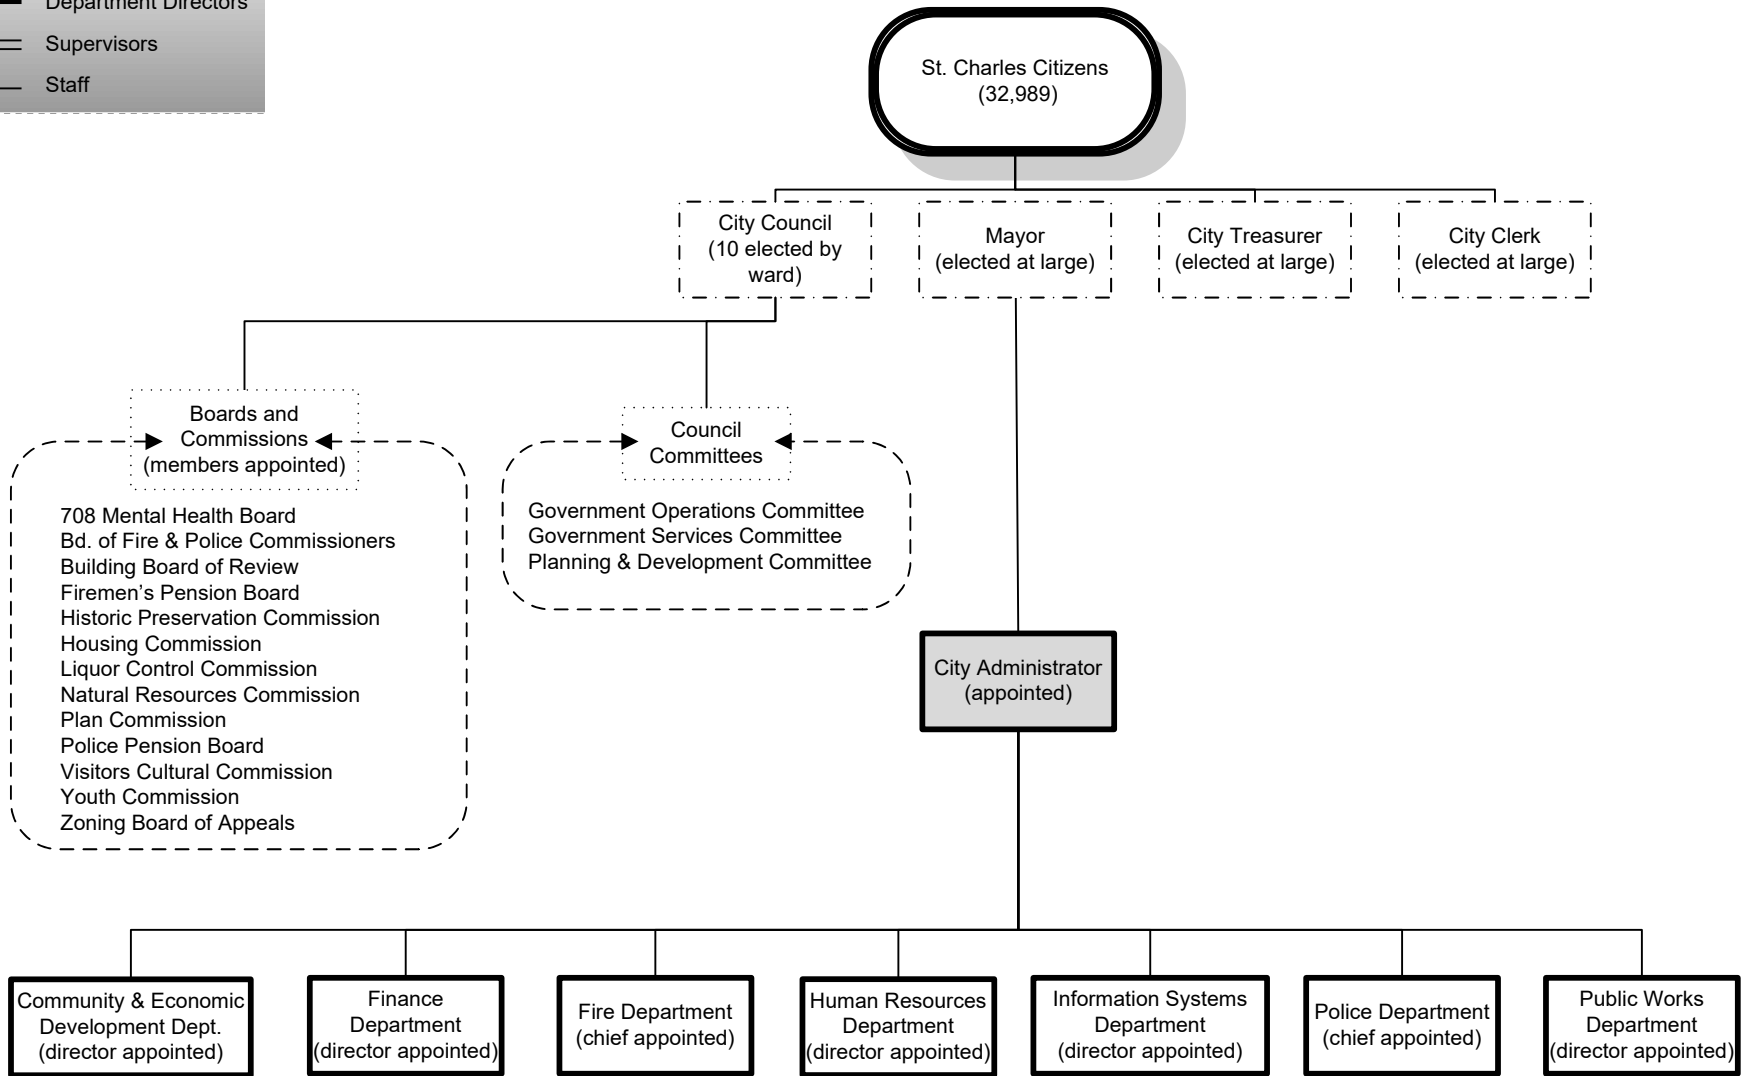 Department Directors
Supervisors
Staff
St. Charles Citizens
(32,989)
City Council
(10 elected by
ward)
Mayor
(elected at large)
City Treasurer
(elected at large)
City Clerk
(elected at large)
Boards and
Commissions
(members appointed)
708 Mental Health Board
Bd. of Fire & Police Commissioners
Building Board of Review
Firemen’s Pension Board
Historic Preservation Commission
Housing Commission
Liquor Control Commission
Natural Resources Commission
Plan Commission
Police Pension Board
Visitors Cultural Commission
Youth Commission
Zoning Board of Appeals
Council
Committees
Government Operations Committee
Government Services Committee
Planning & Development Committee
City Administrator
(appointed)
Community & Economic
Development Dept.
(director appointed)
Finance
Department
(director appointed)
Fire Department
(chief appointed)
Human Resources
Department
(director appointed)
Information Systems
Department
(director appointed)
Police Department
(chief appointed)
Public Works
Department
(director appointed)